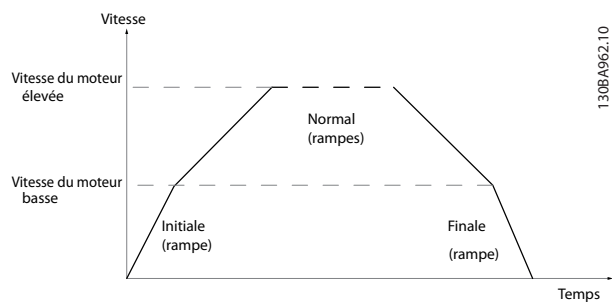 Vitesse
130BA962.10
Vitesse du moteur
élevée
Normal
(rampes)
Vitesse du moteur
basse
Initiale
(rampe)
Finale
(rampe)
Temps